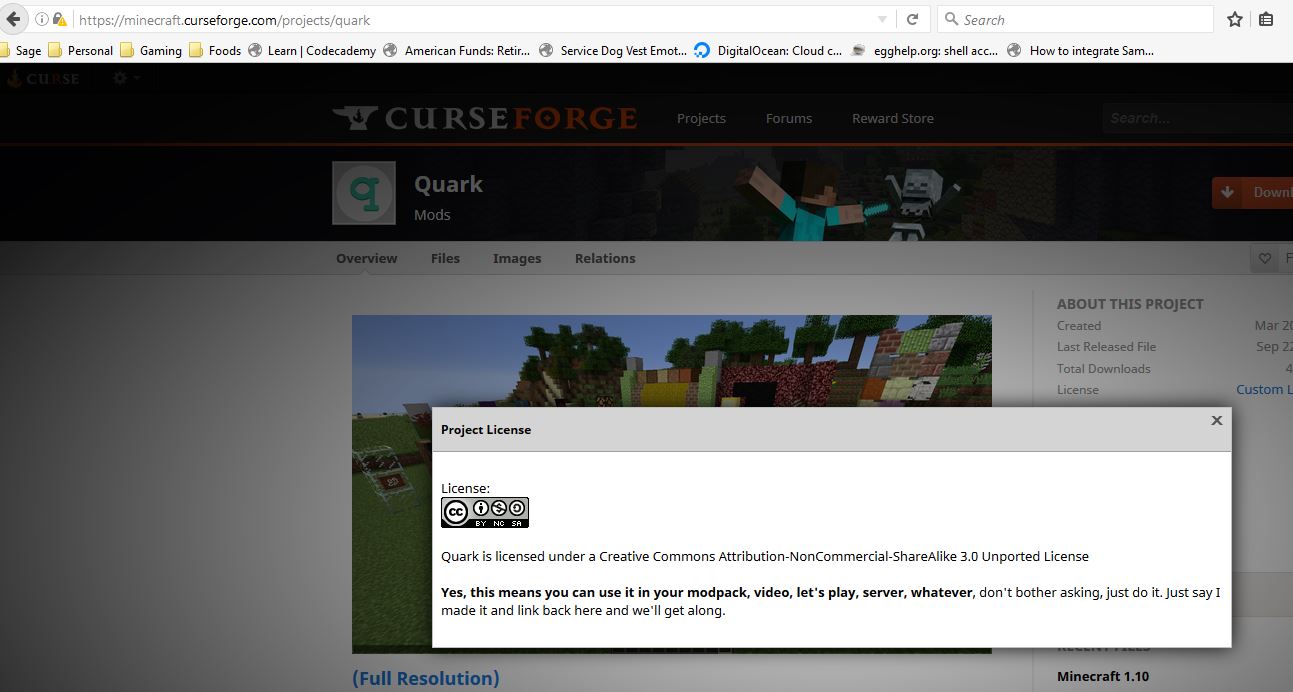 https://minecraft.curseforge.com/projects/quark
Search
Sage Personal Gaming Foods Learn | Codecademy American Funds: Retir... Service Dog Vest Emot... DigitalOcean: Cloud c... egghelp.org: shell acc... How to integrate Sam...
CURSE
CURSEFORGE Projects Forums Reward Store Search...
q
Quark
Mods
Downl
Overview Files Images Relations F
ABOUT THIS PROJECT
Created Mar 20
Last Released File Sep 22
Total Downloads 4
License Custom L
Project License
License:
cc
BY NC SA
Quark is licensed under a Creative Commons Attribution-NonCommercial-ShareAlike 3.0 Unported License
Yes, this means you can use it in your modpack, video, let's play, server, whatever, don't bother asking, just do it. Just say I
made it and link back here and we'll get along.
(Full Resolution)
RECENT FILES
Minecraft 1.10